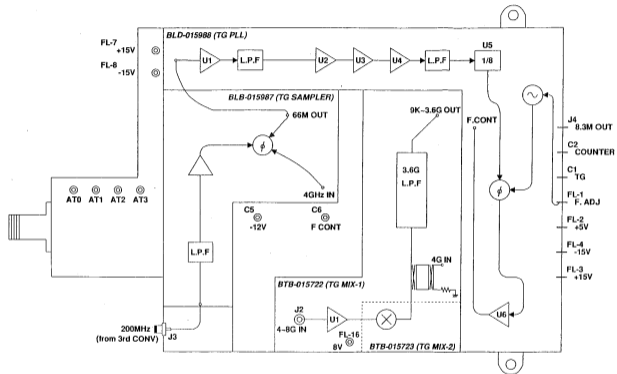 BLD-015988 (TG PLL)
FL-7
+15V
FL-8
-15V
U1
L.P.F
U2
U3
U4
L.P.F
U5
1/8
BLB-015987 (TG SAMPLER)
66M OUT
9K~3.6G OUT
F.CONT
J4
8.3M OUT
C2
COUNTER
C1
TG
FL-1
F. ADJ
FL-2
+5V
FL-4
-15V
FL-3
+15V
ϕ
3.6G
L.P.F
ϕ
AT0
AT1
AT2
AT3
4GHz IN
C5
-12V
C6
F CONT
L.P.F
4G IN
BTB-015722 (TG MIX-1)
J2
4~8G IN
U1
FL-16
8V
U6
200MHz
(from 3rd CONV)
J3
BTB-015723 (TG MIX-2)